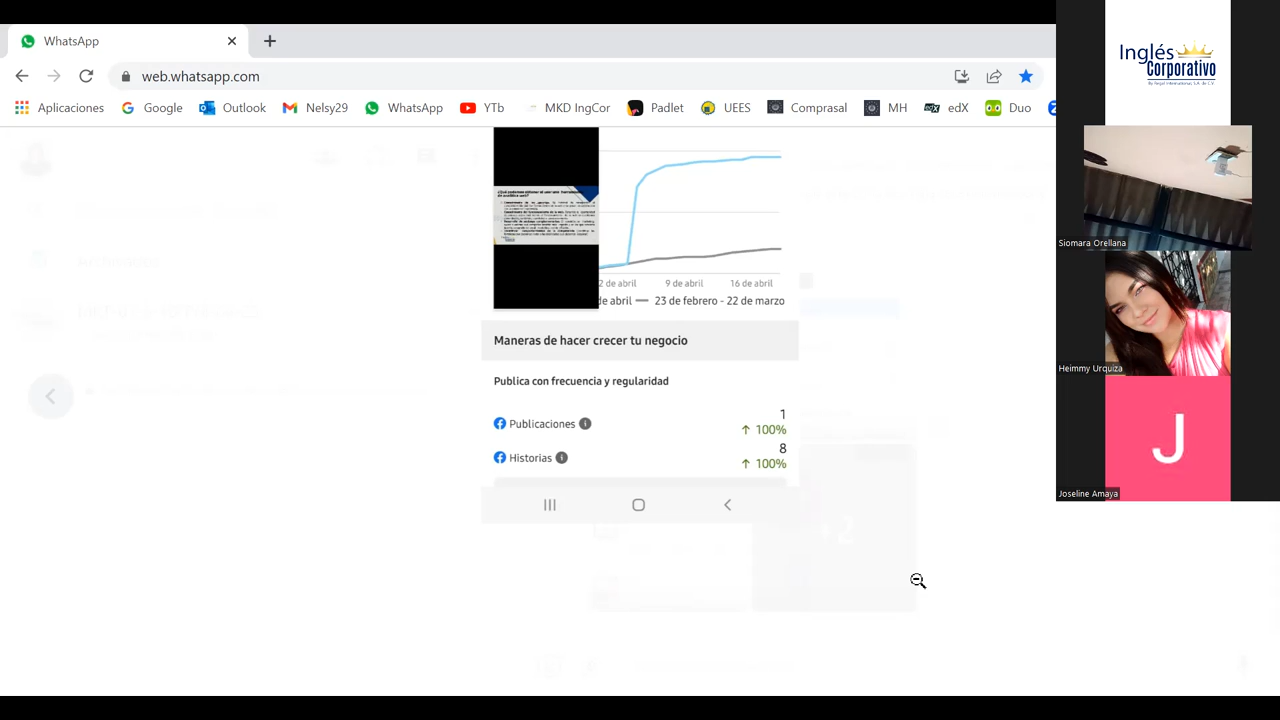 WhatsApp
web.whatsapp.com
Aplicaciones
Google
Outlook
Nelsy29
WhatsApp
YTb
MKD IngCor
Padlet
UEES
Comprasal
MH
edX
Duo
2 de abril
9 de abril
16 de abril
de abril
23 de febrero - 22 de marzo
Maneras de hacer crecer tu negocio
Publica con frecuencia y regularidad
Publicaciones
1
↑ 100%
Historias
8
↑ 100%
Inglés
Corporativo
Siomara Orellana
Heimmy Urquiza
J
Joseline Amaya